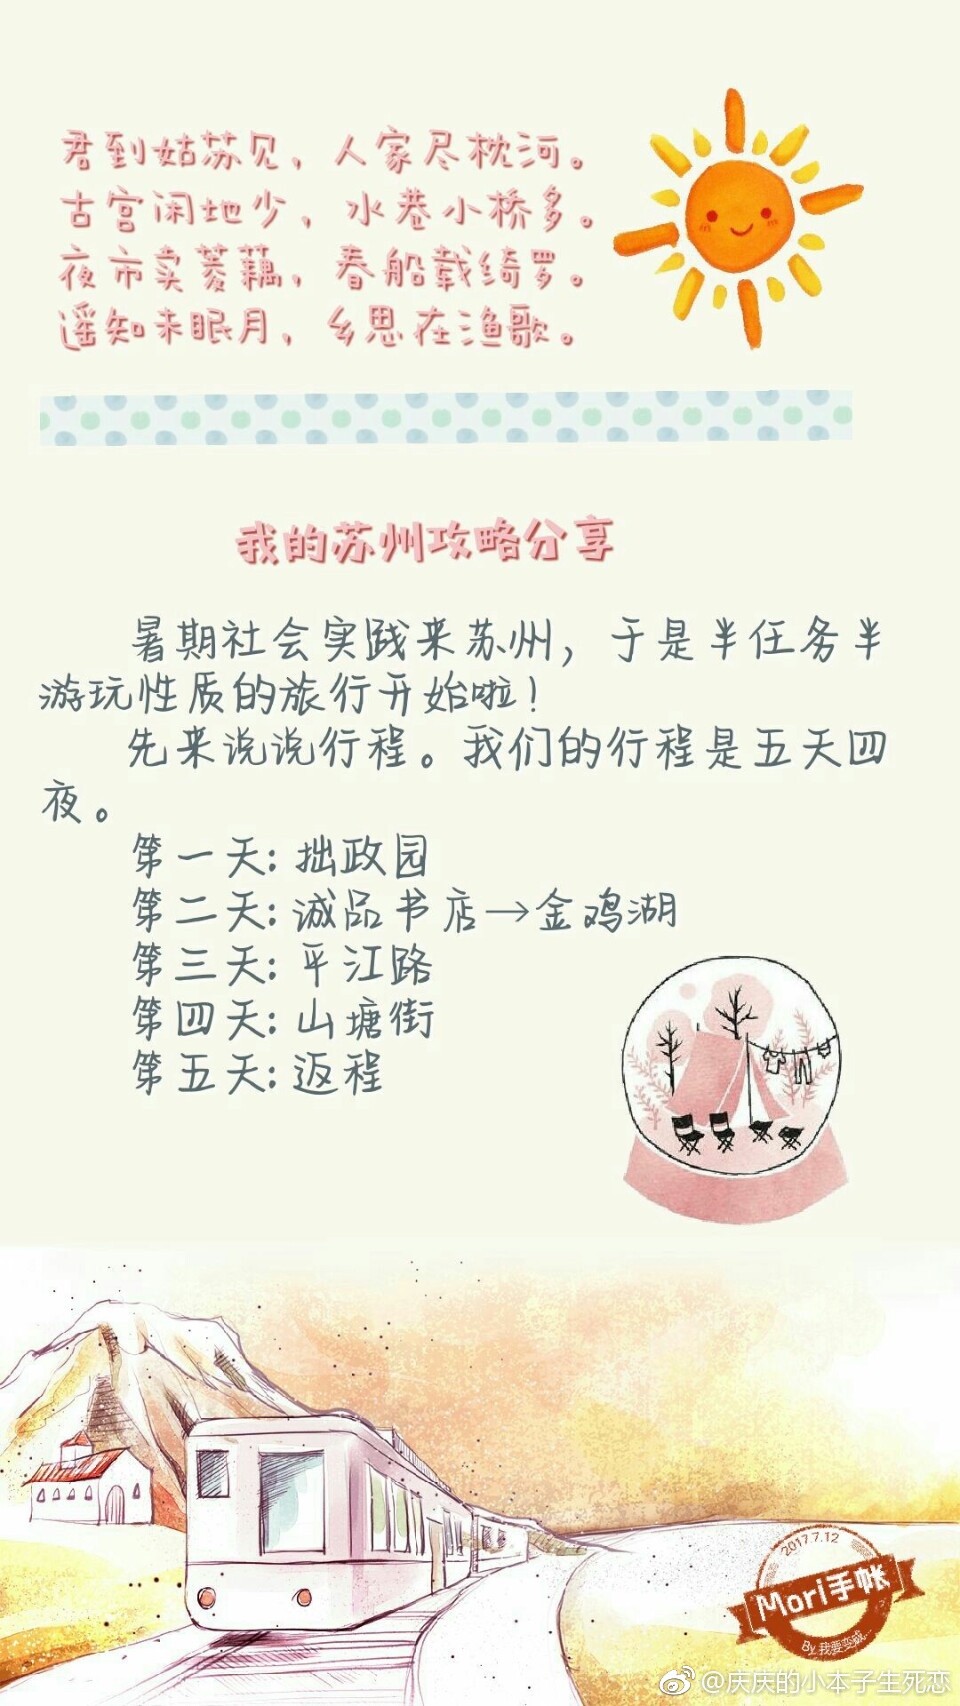 君到姑苏见，人家尽枕河。
古宫闲地少，水巷小桥多。
夜市卖菱藕，春船载绮罗。
遥知未眠月，乡思在渔歌。
我的苏州攻略分享
暑期社会实践来苏州，于是半任务半
游玩性质的旅行开始啦！
先来说说行程。我们的行程是五天四
夜。
第一天：拙政园
第二天：诚品书店→金鸡湖
第三天：平江路
第四天：山塘街
第五天：返程
2017.7.12
Mori手帐
By 我要变成...
@庆庆的小本子生死恋